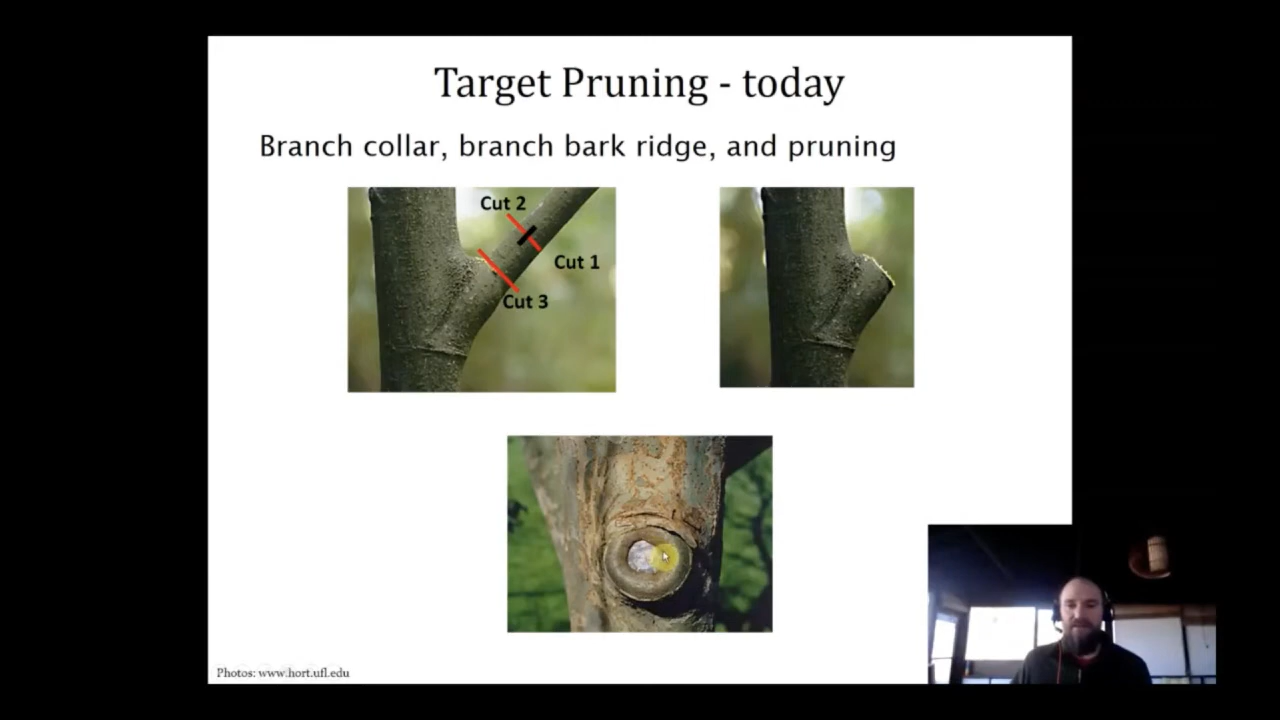 Target Pruning - today
Branch collar, branch bark ridge, and pruning
Cut 2
Cut 1
Cut 3
Photos: www.hort.ufl.edu